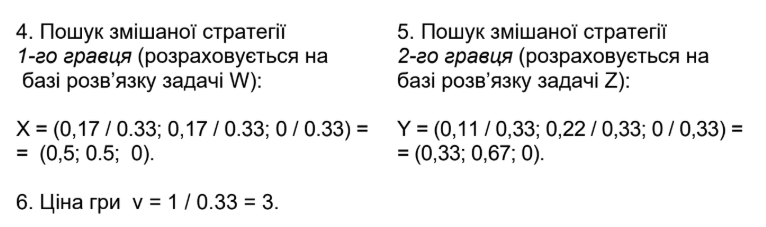 4. Пошук змішаної стратегії
1-го гравця (розраховується на
базі розв’язку задачі W):
X = (0,17 / 0.33; 0,17 / 0.33; 0 / 0.33) =
= (0,5; 0.5; 0).
5. Пошук змішаної стратегії
2-го гравця (розраховується на
базі розв’язку задачі Z):
Y = (0,11 / 0,33; 0,22 / 0,33; 0 / 0,33) =
= (0,33; 0,67; 0).
6. Ціна гри v = 1 / 0.33 = 3.